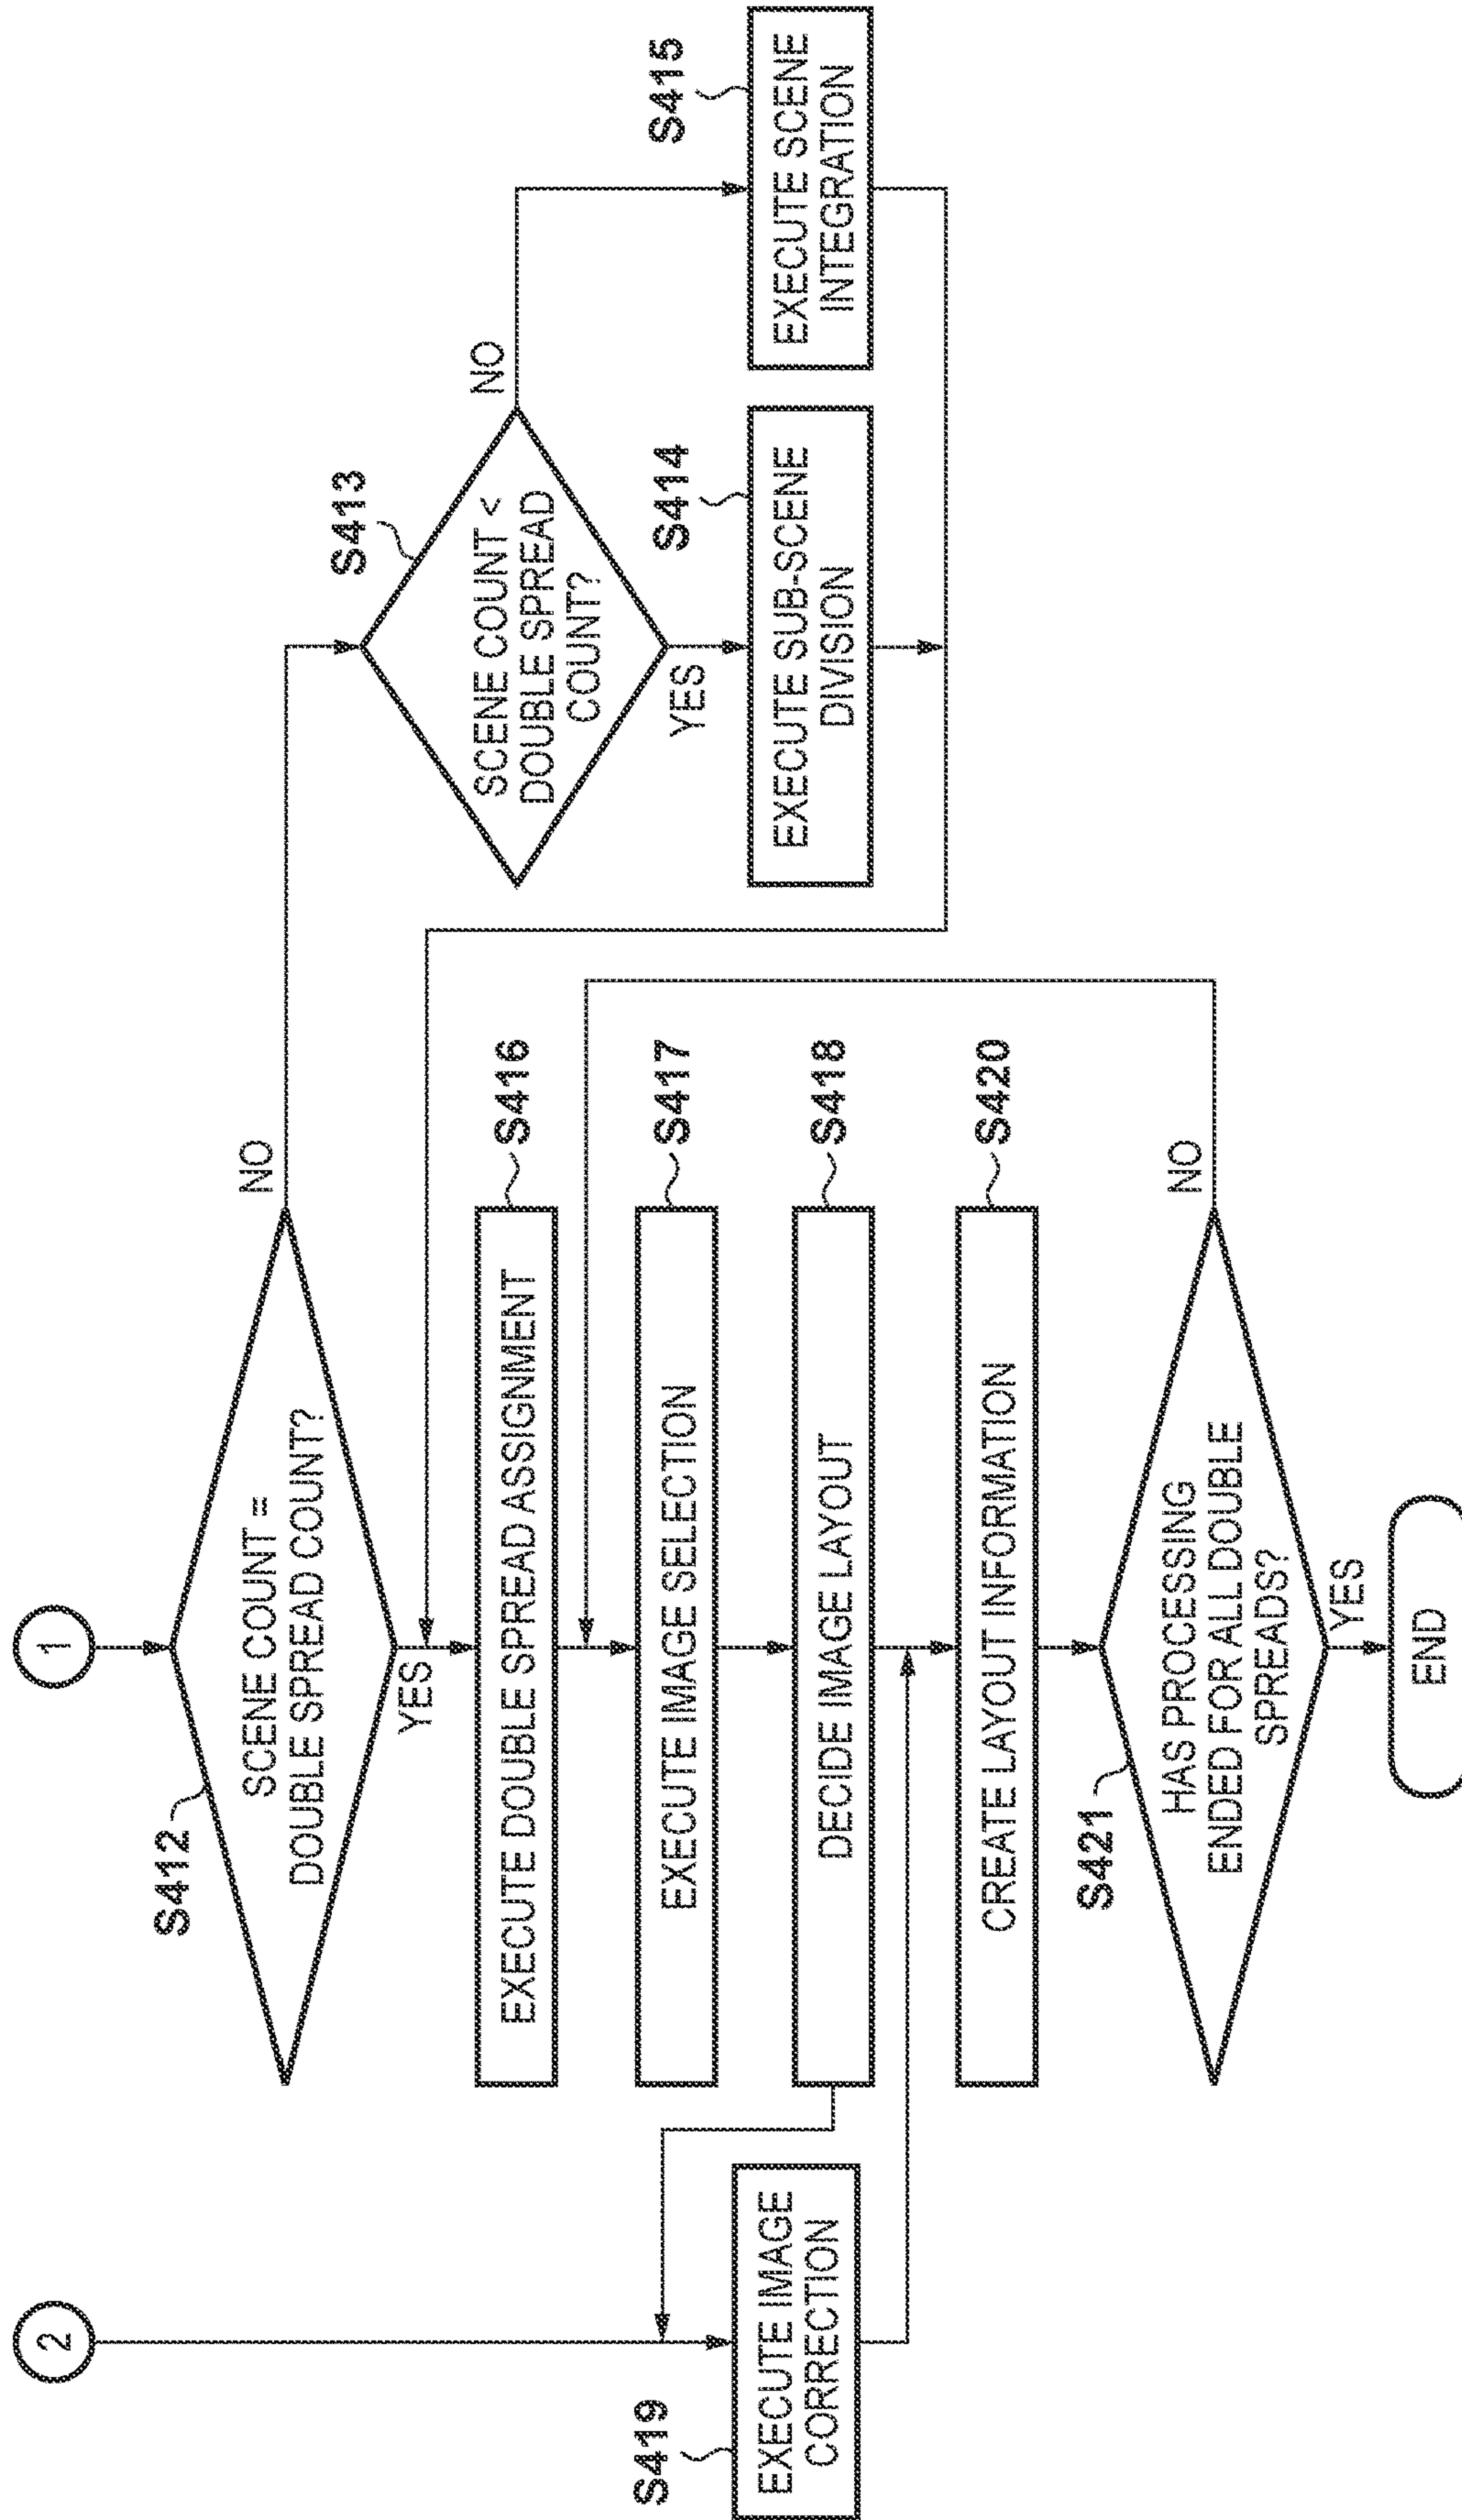 1
S412
SCENE COUNT =
DOUBLE SPREAD COUNT?
NO
YES
S413
SCENE COUNT <
DOUBLE SPREAD
COUNT?
NO
YES
S414
EXECUTE SUB-SCENE
DIVISION
S415
EXECUTE SCENE
INTEGRATION
S416
EXECUTE DOUBLE SPREAD ASSIGNMENT
S417
EXECUTE IMAGE SELECTION
S418
DECIDE IMAGE LAYOUT
2
S419
EXECUTE IMAGE
CORRECTION
S420
CREATE LAYOUT INFORMATION
S421
HAS PROCESSING
ENDED FOR ALL DOUBLE
SPREADS?
NO
YES
END